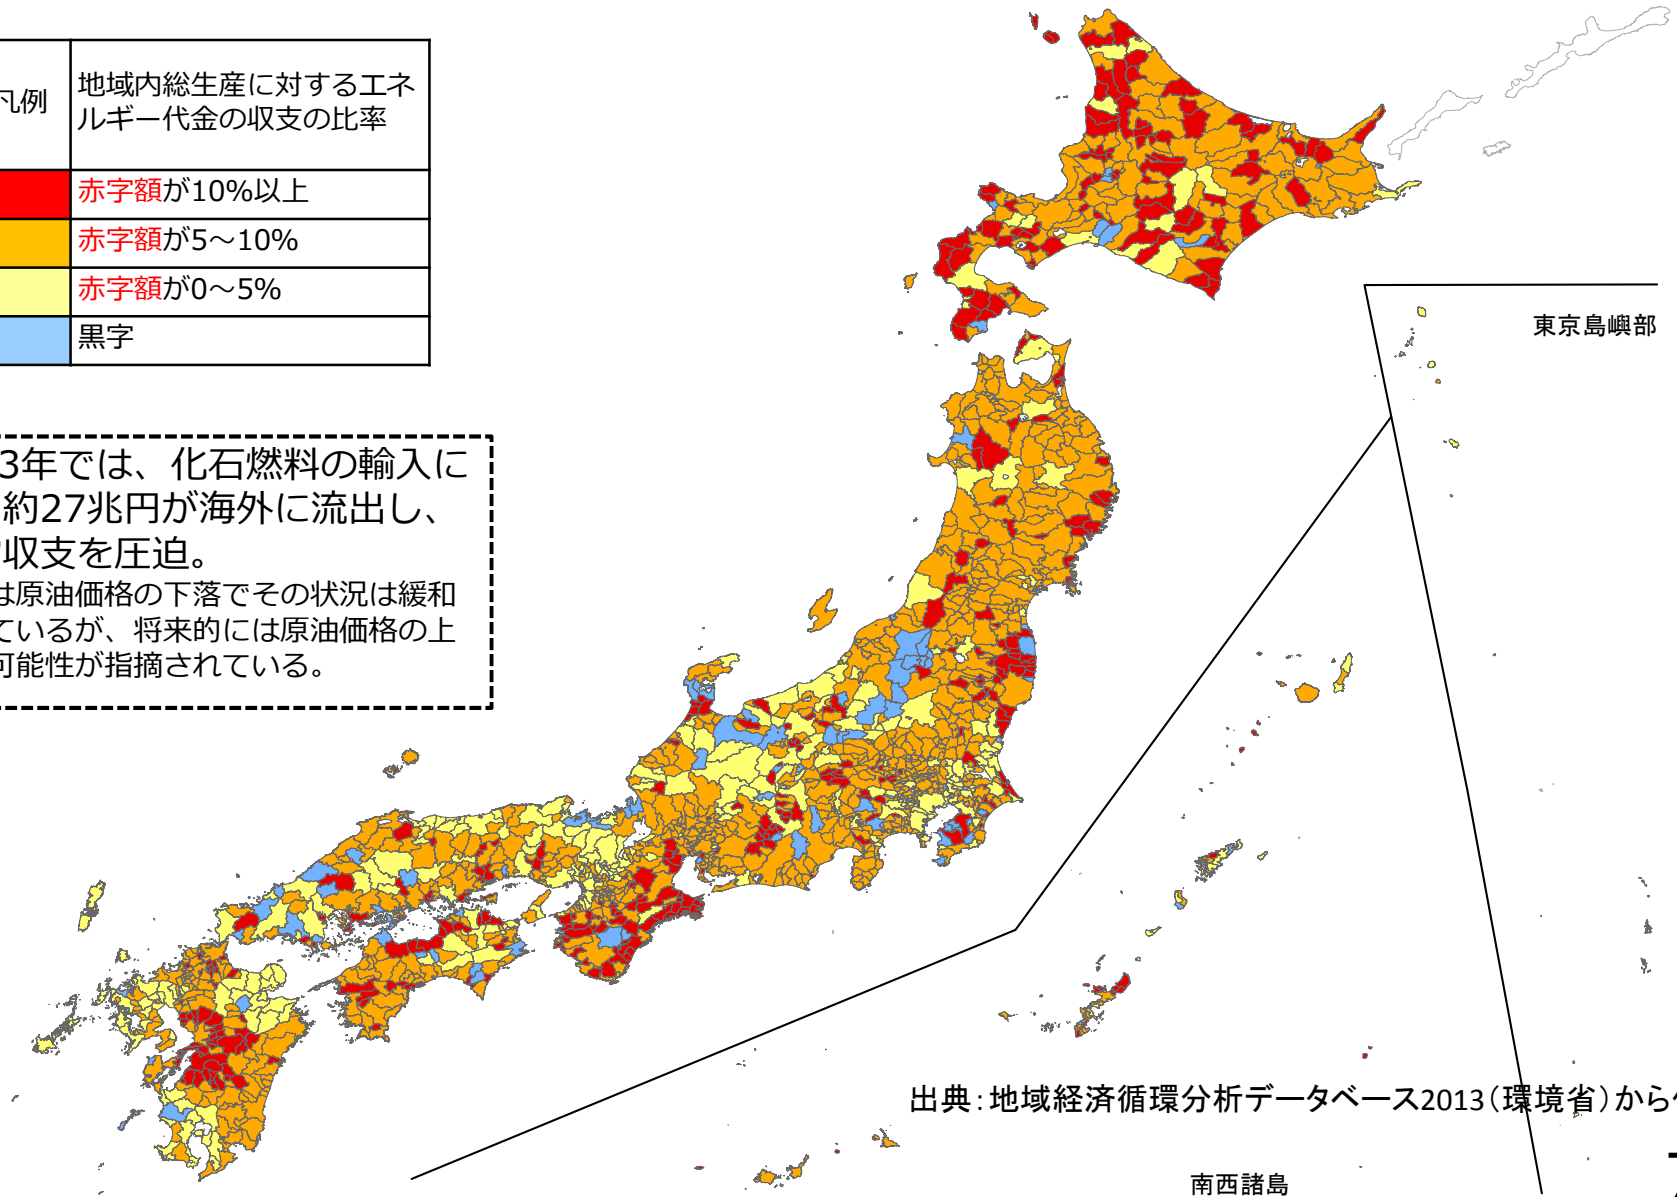 凡例
地域内総生産に対するエネ
ルギー代金の収支の比率
赤字額が10%以上
赤字額が5～10%
赤字額が0～5%
黒字
3年では、化石燃料の輸入に
約27兆円が海外に流出し、
収支を圧迫。
は原油価格の下落でその状況は緩和
ているが、将来的には原油価格の上
可能性が指摘されている。
東京島嶼部
出典：地域経済循環分析データベース2013（環境省）から
南西諸島